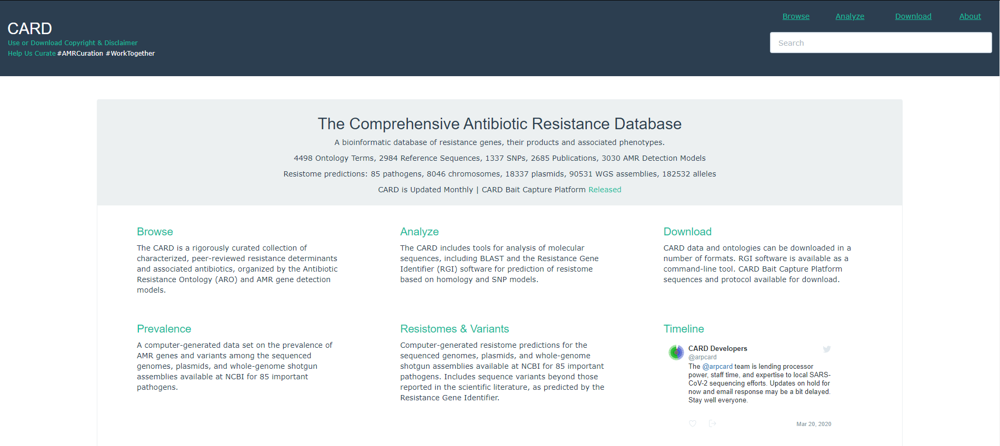 CARD
Use or Download Copyright & Disclaimer
Help Us Curate #AMRCuration #WorkTogether
Browse Analyze Download About
Search
The Comprehensive Antibiotic Resistance Database
A bioinformatic database of resistance genes, their products and associated phenotypes.
4498 Ontology Terms, 2984 Reference Sequences, 1337 SNPs, 2685 Publications, 3030 AMR Detection Models
Resistome predictions: 85 pathogens, 8046 chromosomes, 18337 plasmids, 90531 WGS assemblies, 182532 alleles
CARD is Updated Monthly | CARD Bait Capture Platform Released
Browse
The CARD is a rigorously curated collection of
characterized, peer-reviewed resistance determinants
and associated antibiotics, organized by the Antibiotic
Resistance Ontology (ARO) and AMR gene detection
models.
Analyze
The CARD includes tools for analysis of molecular
sequences, including BLAST and the Resistance Gene
Identifier (RGI) software for prediction of resistome
based on homology and SNP models.
Download
CARD data and ontologies can be downloaded in a
number of formats. RGI software is available as a
command-line tool. CARD Bait Capture Platform
sequences and protocol available for download.
Prevalence
A computer-generated data set on the prevalence of
AMR genes and variants among the sequenced
genomes, plasmids, and whole-genome shotgun
assemblies available at NCBI for 85 important
pathogens.
Resistomes & Variants
Computer-generated resistome predictions for the
sequenced genomes, plasmids, and whole-genome
shotgun assemblies available at NCBI for 85 important
pathogens. Includes sequence variants beyond those
reported in the scientific literature, as predicted by the
Resistance Gene Identifier.
Timeline
CARD Developers
@arpcard
The @arpcard team is lending processor
power, staff time, and expertise to local SARS-
CoV-2 sequencing efforts. Updates on hold for
now and email response may be a bit delayed.
Stay well everyone.
Mar 20, 2020